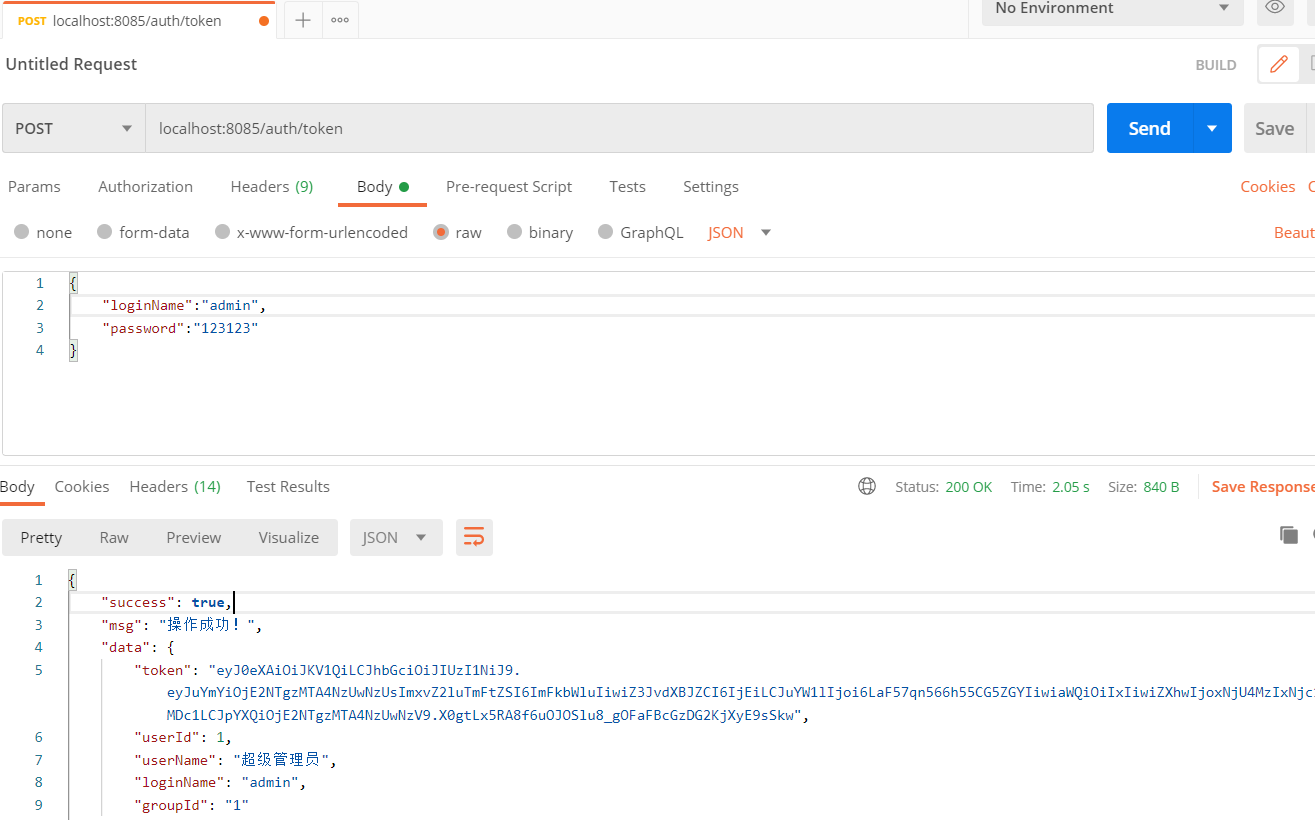 POST localhost:8085/auth/token
No Environment
Untitled Request
BUILD
POST localhost:8085/auth/token Send Save
Params Authorization Headers (9) Body Pre-request Script Tests Settings Cookies
none form-data x-www-form-urlencoded raw binary GraphQL JSON Beaut
1 {
2 "loginName":"admin",
3 "password":"123123"
4 }
Body Cookies Headers (14) Test Results Status: 200 OK Time: 2.05 s Size: 840 B Save Response
Pretty Raw Preview Visualize JSON
1 {
2 "success": true,
3 "msg": "操作成功！",
4 "data": {
5 "token": "eyJ0eXAiOiJKV1QiLCJhbGciOiJIUzI1NiJ9.
eyJuYmYiOjE2NTgzMTA4NzUwNzUsImxvZ2luTmFtZSI6ImFkbWluIiwiZ3JvdXBJZCI6IjEiLCJuYW1lIjoi6LaF57qn566h55CG5ZGYIiwiaWQiOiIxIiwiZXhwIjoxNjU4MzIxNjc1
MDc1LCJpYXQiOjE2NTgzMTA4NzUwNzV9.X0gtLx5RA8f6uOJOSlu8_gOFaFBcGzDG2KjXyE9sSkw",
6 "userId": 1,
7 "userName": "超级管理员",
8 "loginName": "admin",
9 "groupId": "1"